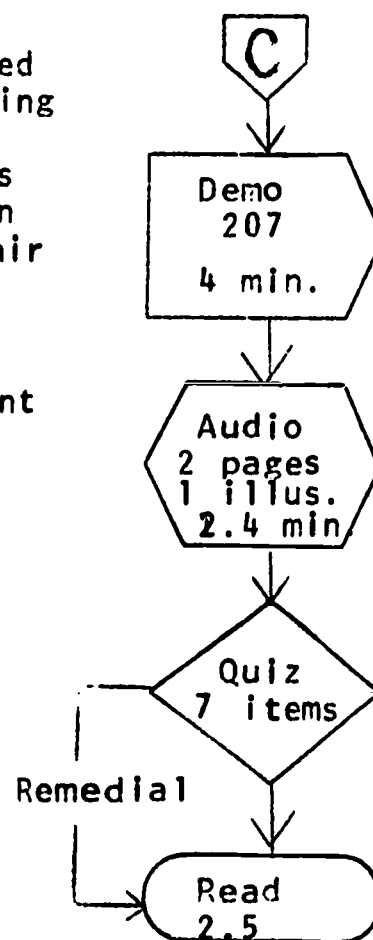 ed
ing
s
n
air
nt
C
Demo
207
4 min.
Audio
2 pages
1 illus.
2.4 min
Quiz
7 items
Remedial
Read
2.5